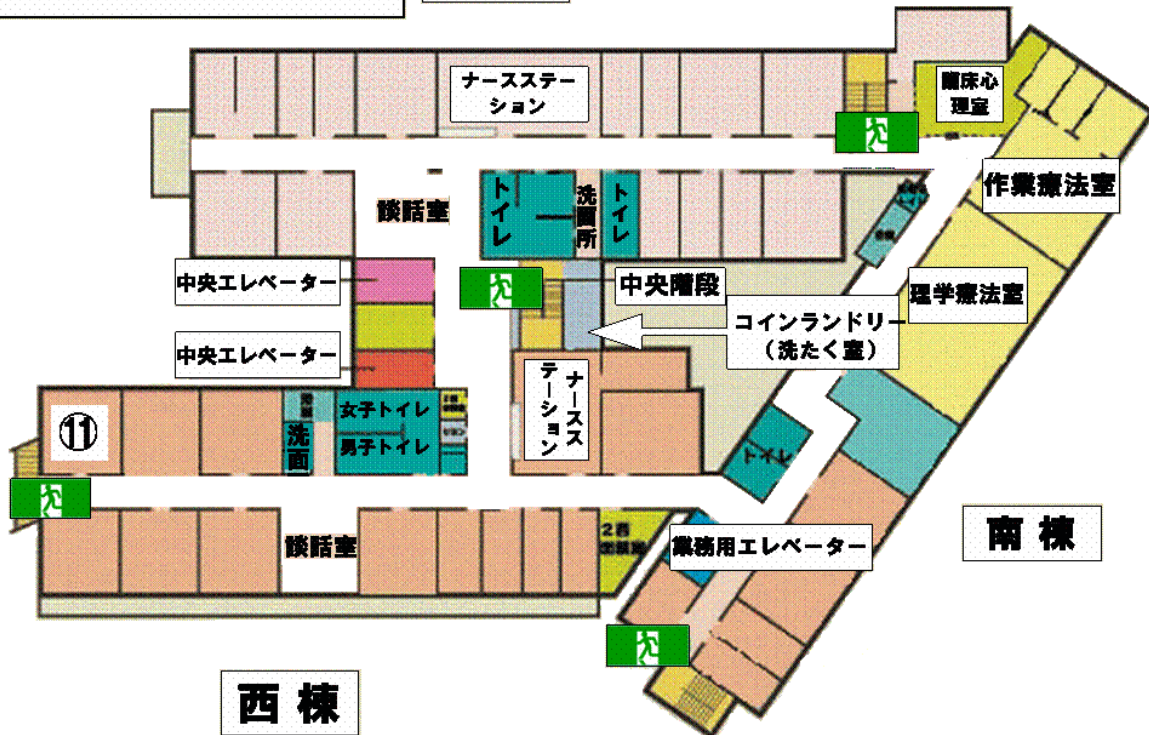 ナースステー
ション
臨床心
理室
作業療法室
談話室
トイレ
洗面所
トイレ
中央エレベーター
中央階段
理学療法室
コインランドリー
（洗たく室）
中央エレベーター
ナースス
テーション
⑪
洗面
女子トイレ
男子トイレ
トイレ
談話室
2西
業務用エレベーター
南棟
西棟